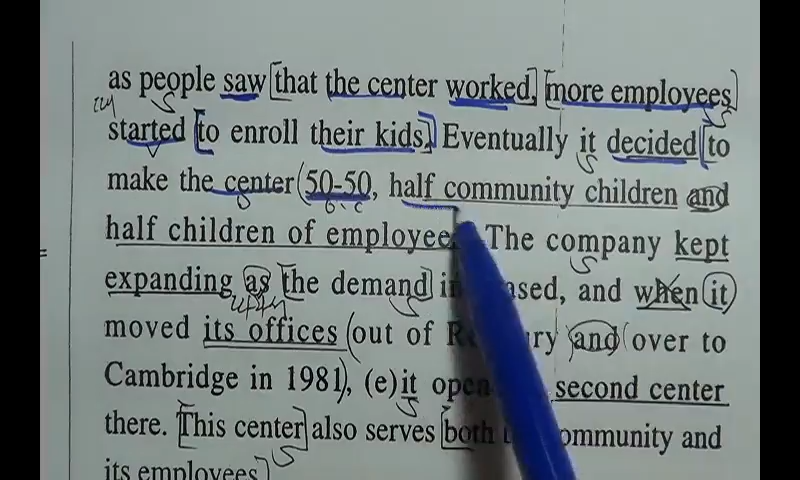 as people saw that the center worked, more employees
started to enroll their kids. Eventually it decided to
make the center 50-50, half community children and
half children of employee The company kept
expanding as the demand and when it
moved its offices out of and over to
Cambridge in 1981, (e) it second center
there. This center also serves both community and
its employees